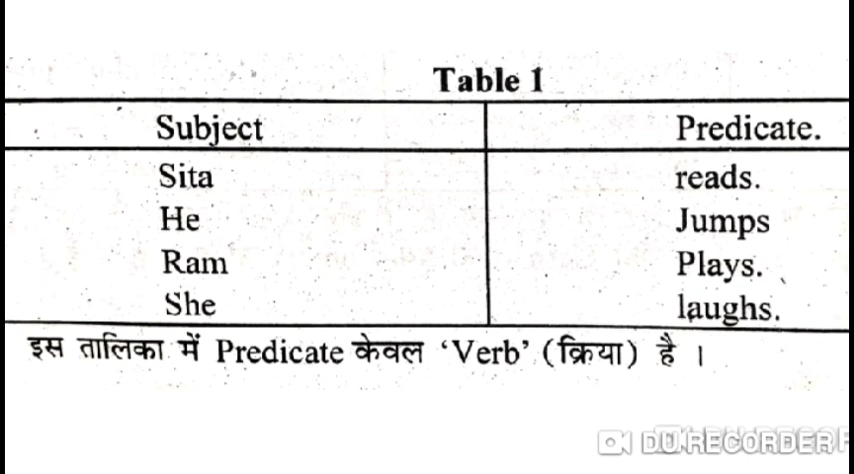 Table 1
Subject Predicate.
Sita reads.
He Jumps
Ram Plays.
She laughs.
इस तालिका में Predicate केवल ‘Verb’ (क्रिया) है ।
DU RECORDER